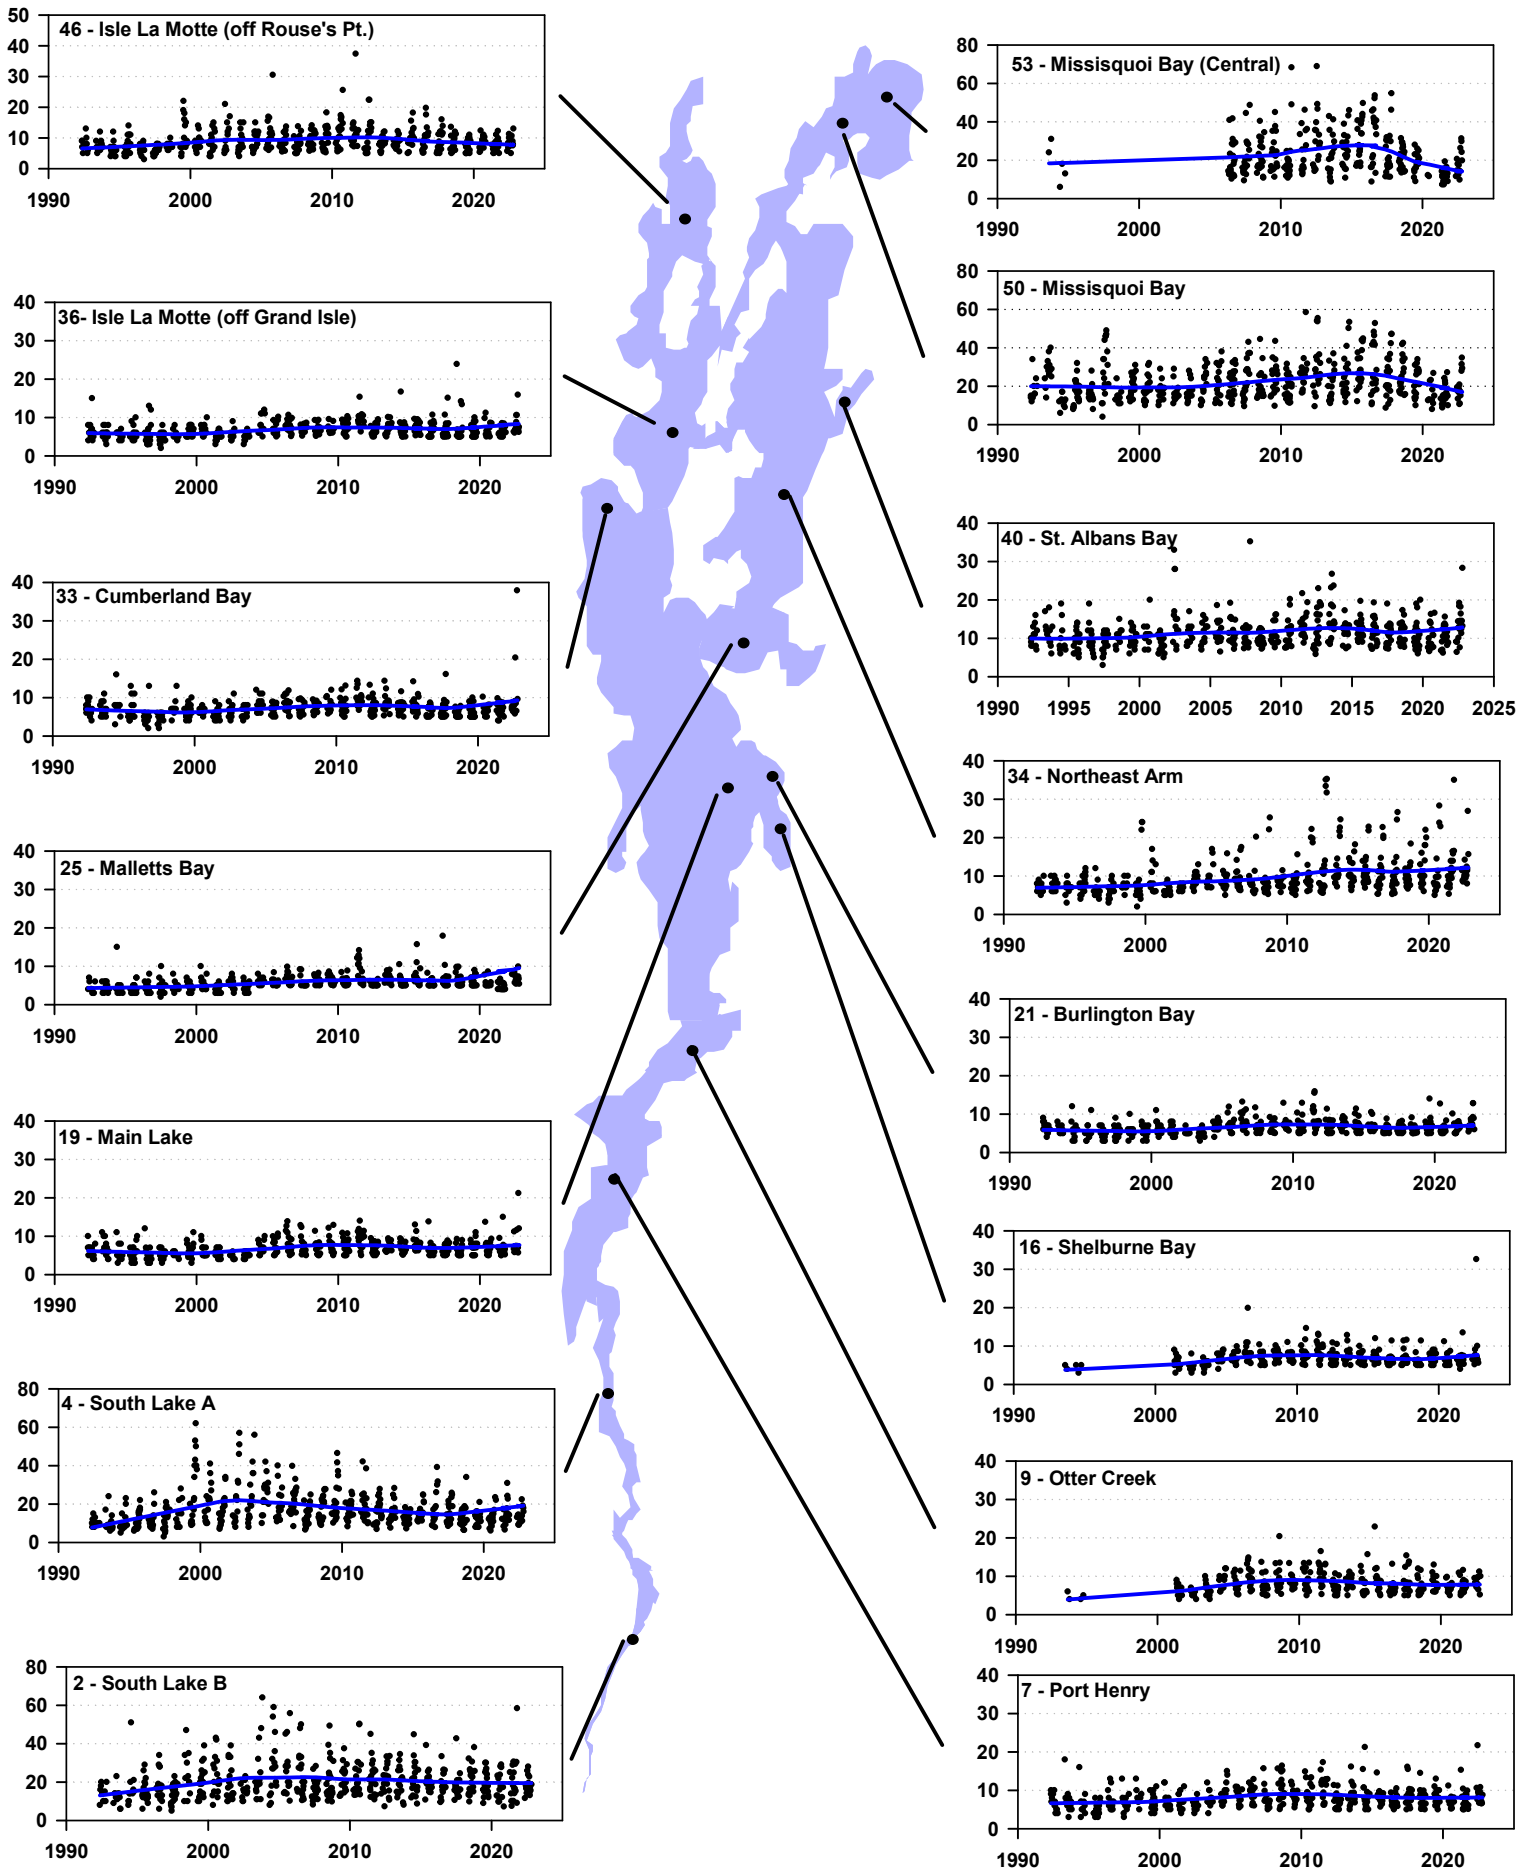 46 - Isle La Motte (off Rouse's Pt.)
50
40
30
20
10
0
1990 2000 2010 2020
36- Isle La Motte (off Grand Isle)
40
30
20
10
0
1990 2000 2010 2020
33 - Cumberland Bay
40
30
20
10
0
1990 2000 2010 2020
25 - Malletts Bay
40
30
20
10
0
1990 2000 2010 2020
19 - Main Lake
40
30
20
10
0
1990 2000 2010 2020
4 - South Lake A
80
60
40
20
0
1990 2000 2010 2020
2 - South Lake B
80
60
40
20
0
1990 2000 2010 2020
53 - Missisquoi Bay (Central)
80
60
40
20
0
1990 2000 2010 2020
50 - Missisquoi Bay
80
60
40
20
0
1990 2000 2010 2020
40 - St. Albans Bay
40
30
20
10
0
1990 1995 2000 2005 2010 2015 2020 2025
34 - Northeast Arm
40
30
20
10
0
1990 2000 2010 2020
21 - Burlington Bay
40
30
20
10
0
1990 2000 2010 2020
16 - Shelburne Bay
40
30
20
10
0
1990 2000 2010 2020
9 - Otter Creek
40
30
20
10
0
1990 2000 2010 2020
7 - Port Henry
40
30
20
10
0
1990 2000 2010 2020